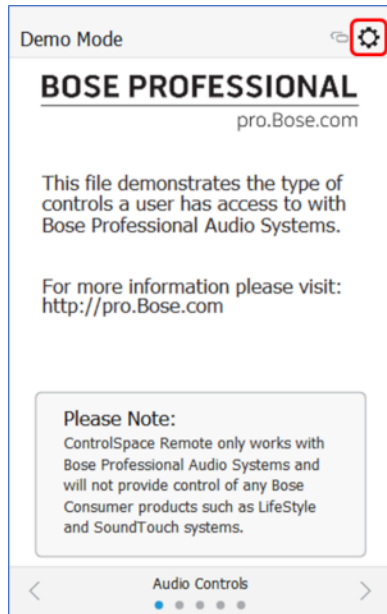 Demo Mode
BOSE PROFESSIONAL
pro.Bose.com
This file demonstrates the type of
controls a user has access to with
Bose Professional Audio Systems.
For more information please visit:
http://pro.Bose.com
Please Note:
ControlSpace Remote only works with
Bose Professional Audio Systems and
will not provide control of any Bose
Consumer products such as LifeStyle
and SoundTouch systems.
Audio Controls